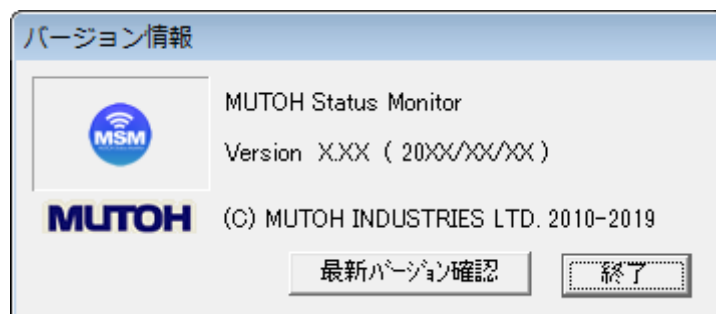 バージョン情報
MSM
MUTOH Status Monitor
Version X.XX ( 20XX/XX/XX )
MUTOH
(C) MUTOH INDUSTRIES LTD. 2010-2019
最新バージョン確認
終了